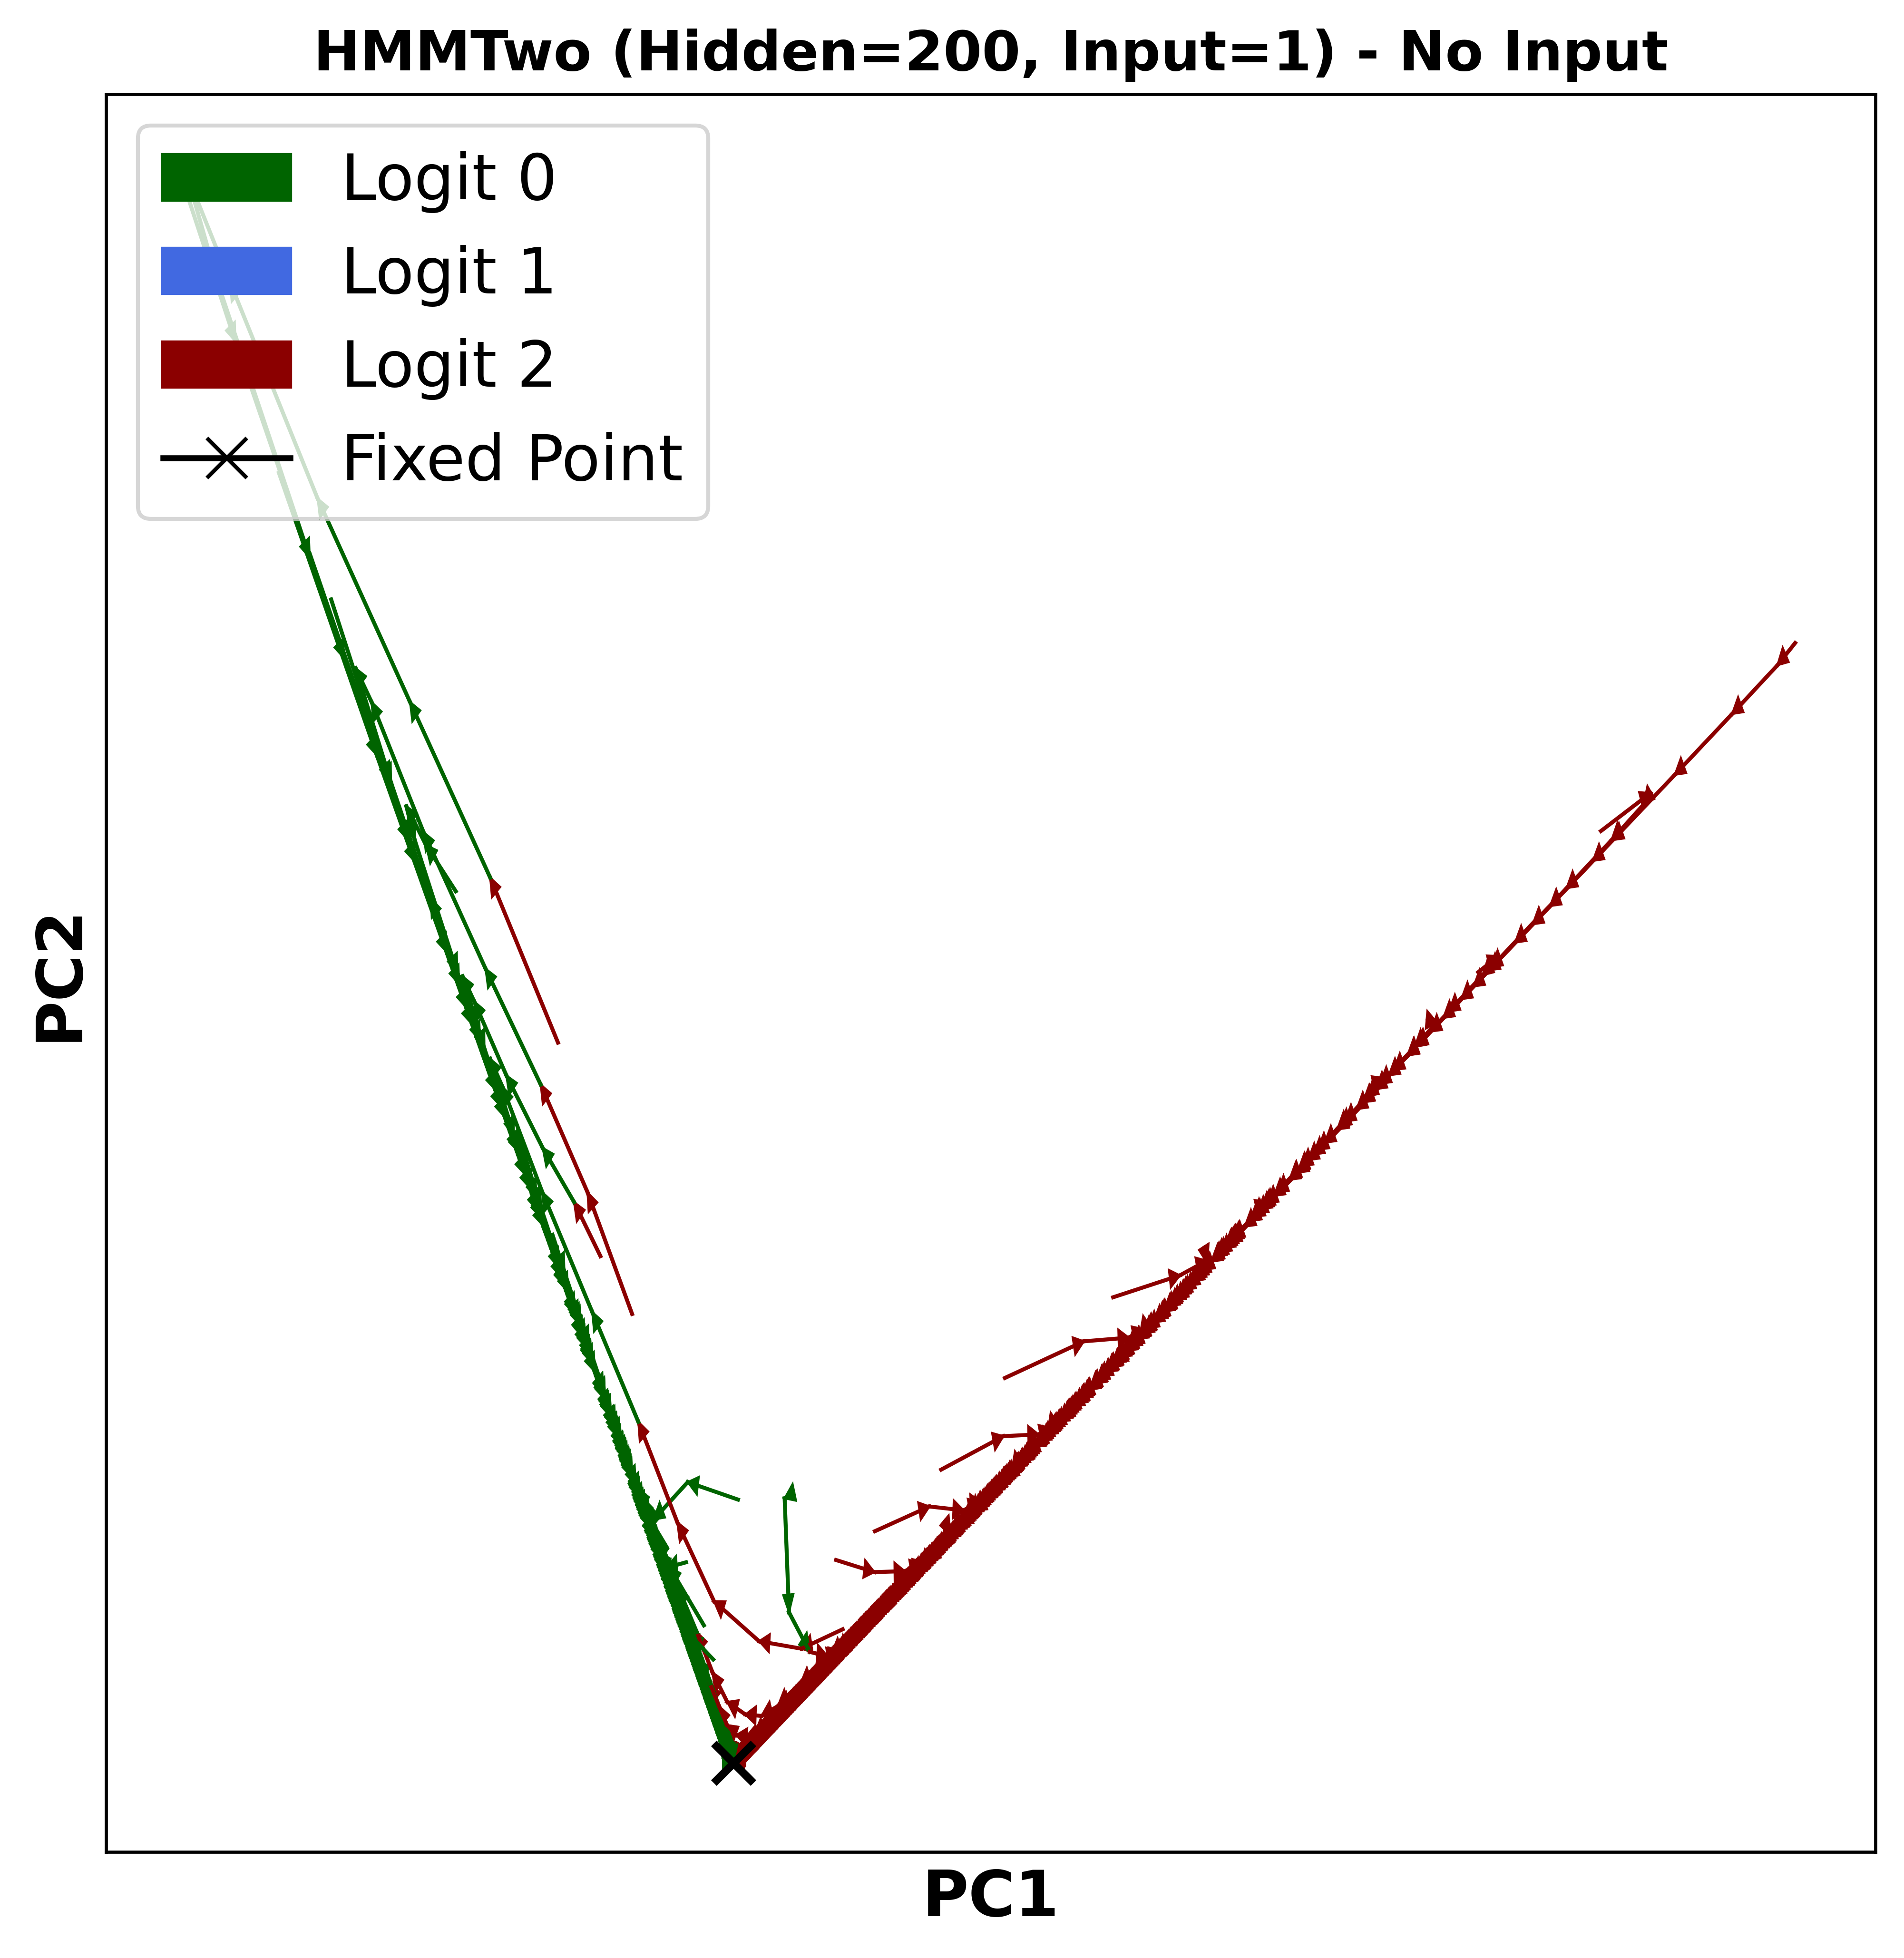 HMMTwo (Hidden=200, Input=1) - No Input
Logit 0
Logit 1
Logit 2
Fixed Point
PC2
PC1